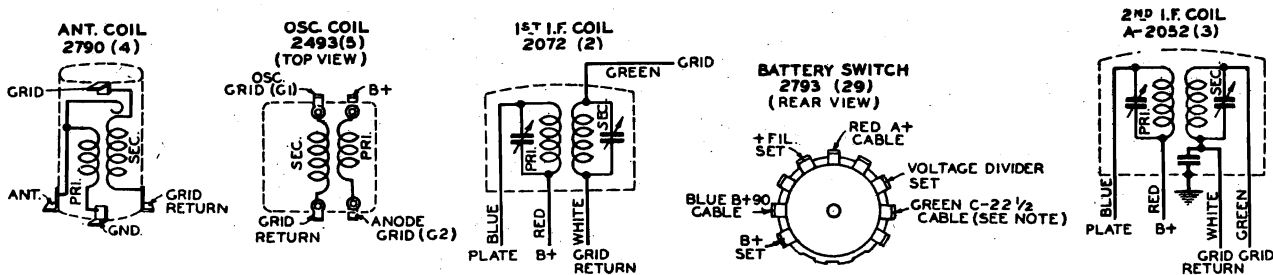 ANT. COIL
2790 (4)
GRID
PRI.
SEC.
ANT.
GRID
RETURN
GND.
OSC. COIL
2493(5)
(TOP VIEW)
OSC.
GRID (G1)
B+
SEC.
PRI.
GRID
RETURN
ANODE
GRID (G2)
1ST I.F. COIL
2072 (2)
GREEN
GRID
PRI.
SEC.
BLUE
RED
WHITE
PLATE
B+
GRID
RETURN
BATTERY SWITCH
2793 (29)
(REAR VIEW)
+FIL
SET
RED A+
CABLE
VOLTAGE DIVIDER
SET
BLUE B+90
CABLE
GREEN C-22 1/2
CABLE (SEE NOTE)
B+
SET
2ND I.F. COIL
A-2052(3)
PRI.
SEC.
BLUE
RED
WHITE
GREEN
PLATE
B+
GRID GRID
RETURN